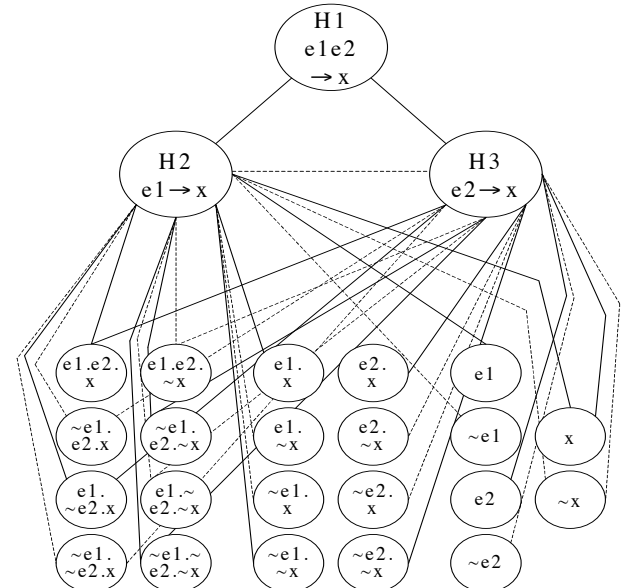 H1
e1e2
→ x
H2
e1→ x
H3
e2→ x
e1.e2.
x
e1.e2.
~x
e1.
x
e2.
x
e1
~e1.
e2.x
~e1.
e2.~x
e1.
~x
e2.
~x
~e1
x
e1.
~e2.x
e1.~
e2.~x
~e1.
x
~e2.
x
e2
~x
~e1.
~e2.x
~e1.~
e2.~x
~e1.
~x
~e2.
~x
~e2